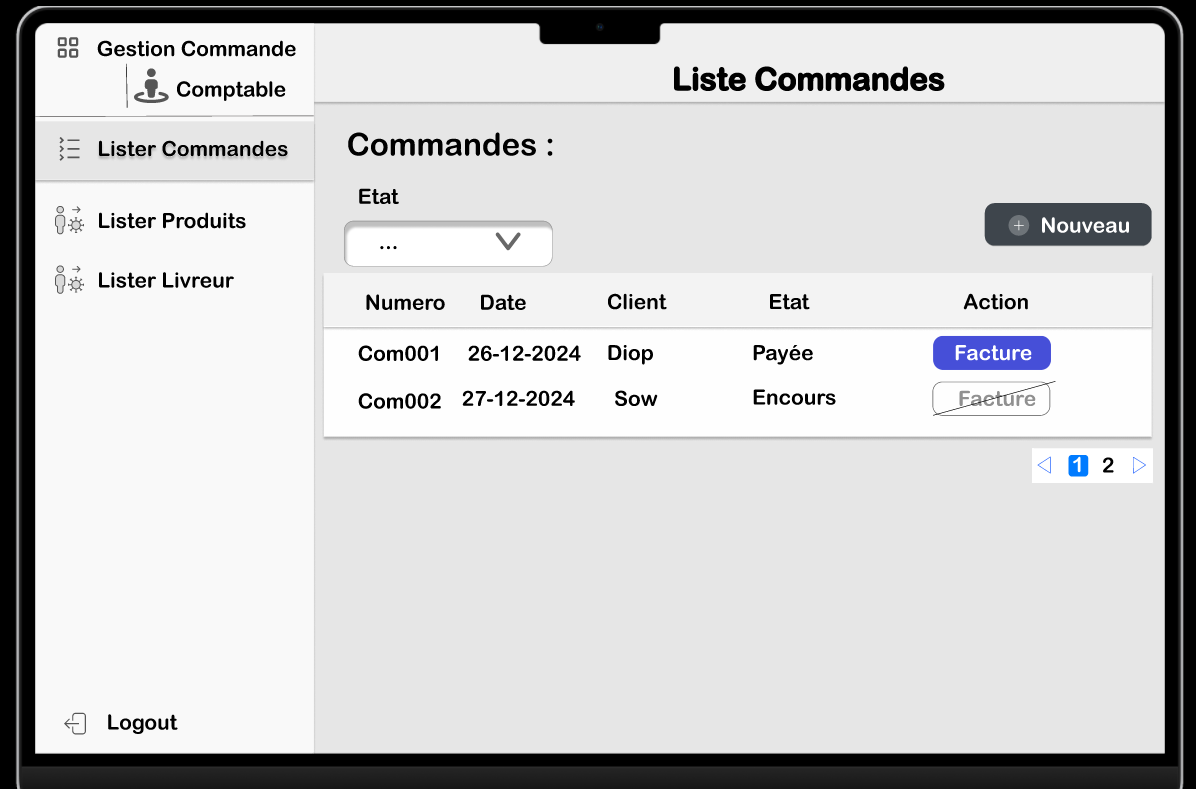 Gestion Commande
Comptable
Lister Commandes
Lister Produits
Lister Livreur
Logout
Liste Commandes
Commandes :
Etat
...
Nouveau
Numero Date Client Etat Action
Com001 26-12-2024 Diop Payée Facture
Com002 27-12-2024 Sow Encours Facture
1 2